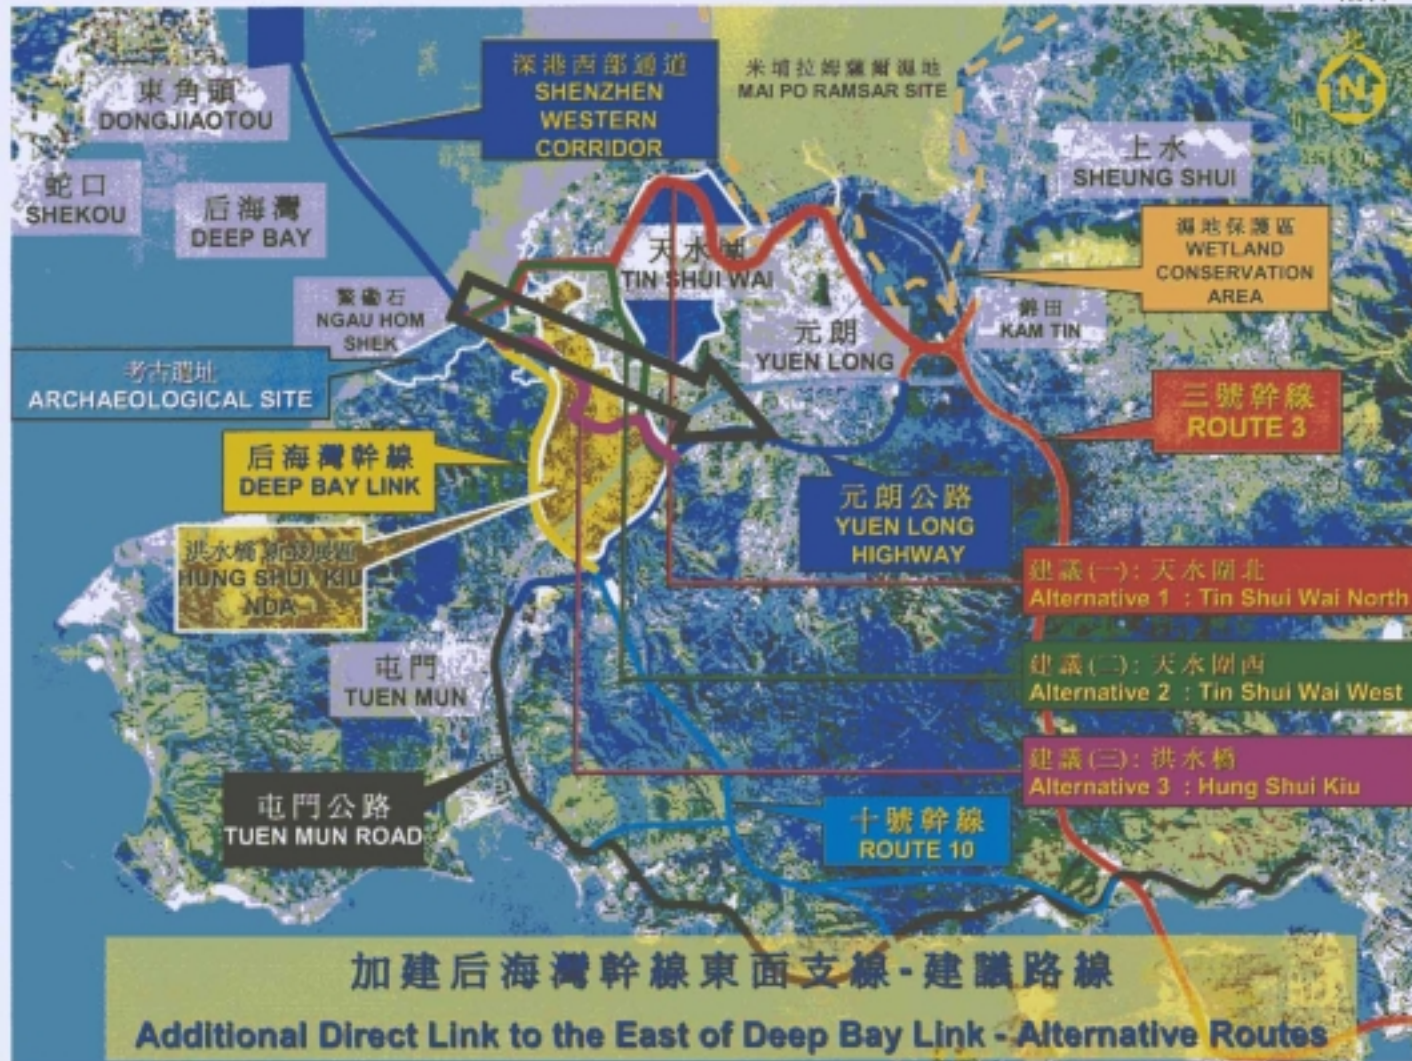 北
N
深港西部通道
SHENZHEN
WESTERN
CORRIDOR
米埔拉姆薩爾濕地
MAI PO RAMSAR SITE
東角頭
DONGJIAOTOU
上水
SHEUNG SHUI
蛇口
SHEKOU
后海灣
DEEP BAY
濕地保護區
WETLAND
CONSERVATION
AREA
天水圍
TIN SHUI WAI
鰲磡石
NGAU HOM
SHEK
元朗
YUEN LONG
錦田
KAM TIN
考古遺址
ARCHAEOLOGICAL SITE
三號幹線
ROUTE 3
后海灣幹線
DEEP BAY LINK
元朗公路
YUEN LONG
HIGHWAY
洪水橋新發展區
HUNG SHUI KIU
NDA
建議(一): 天水圍北
Alternative 1 : Tin Shui Wai North
屯門
TUEN MUN
建議(二): 天水圍西
Alternative 2 : Tin Shui Wai West
建議(三): 洪水橋
Alternative 3 : Hung Shui Kiu
屯門公路
TUEN MUN ROAD
十號幹線
ROUTE 10
加建后海灣幹線東面支線-建議路線
Additional Direct Link to the East of Deep Bay Link - Alternative Routes